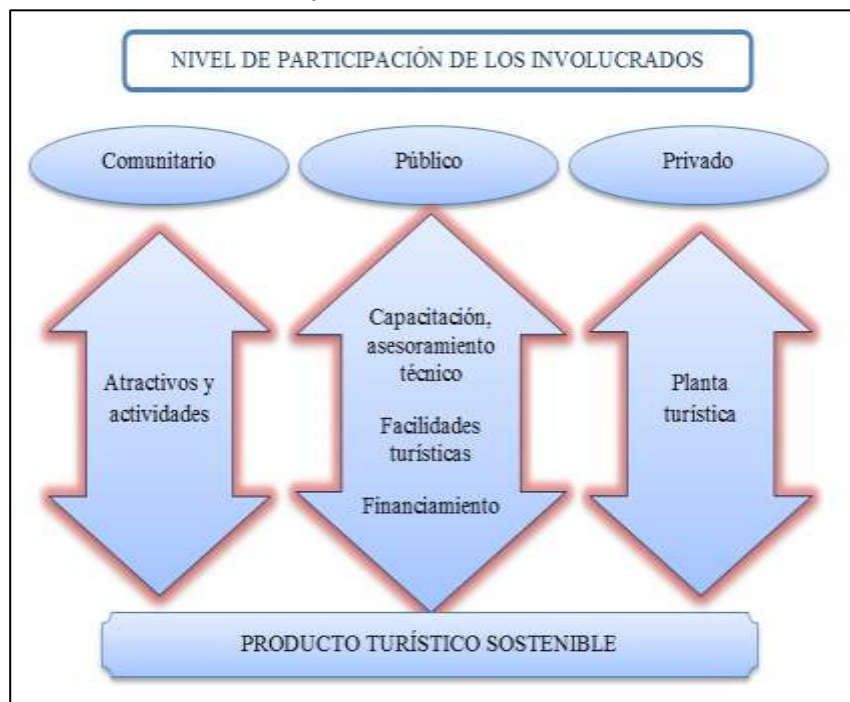 NIVEL DE PARTICIPACIÓN DE LOS INVOLUCRADOS
Comunitario
Público
Privado
Atractivos y
actividades
Capacitación,
asesoramiento
técnico
Facilidades
turísticas
Financiamiento
Planta
turística
PRODUCTO TURÍSTICO SOSTENIBLE